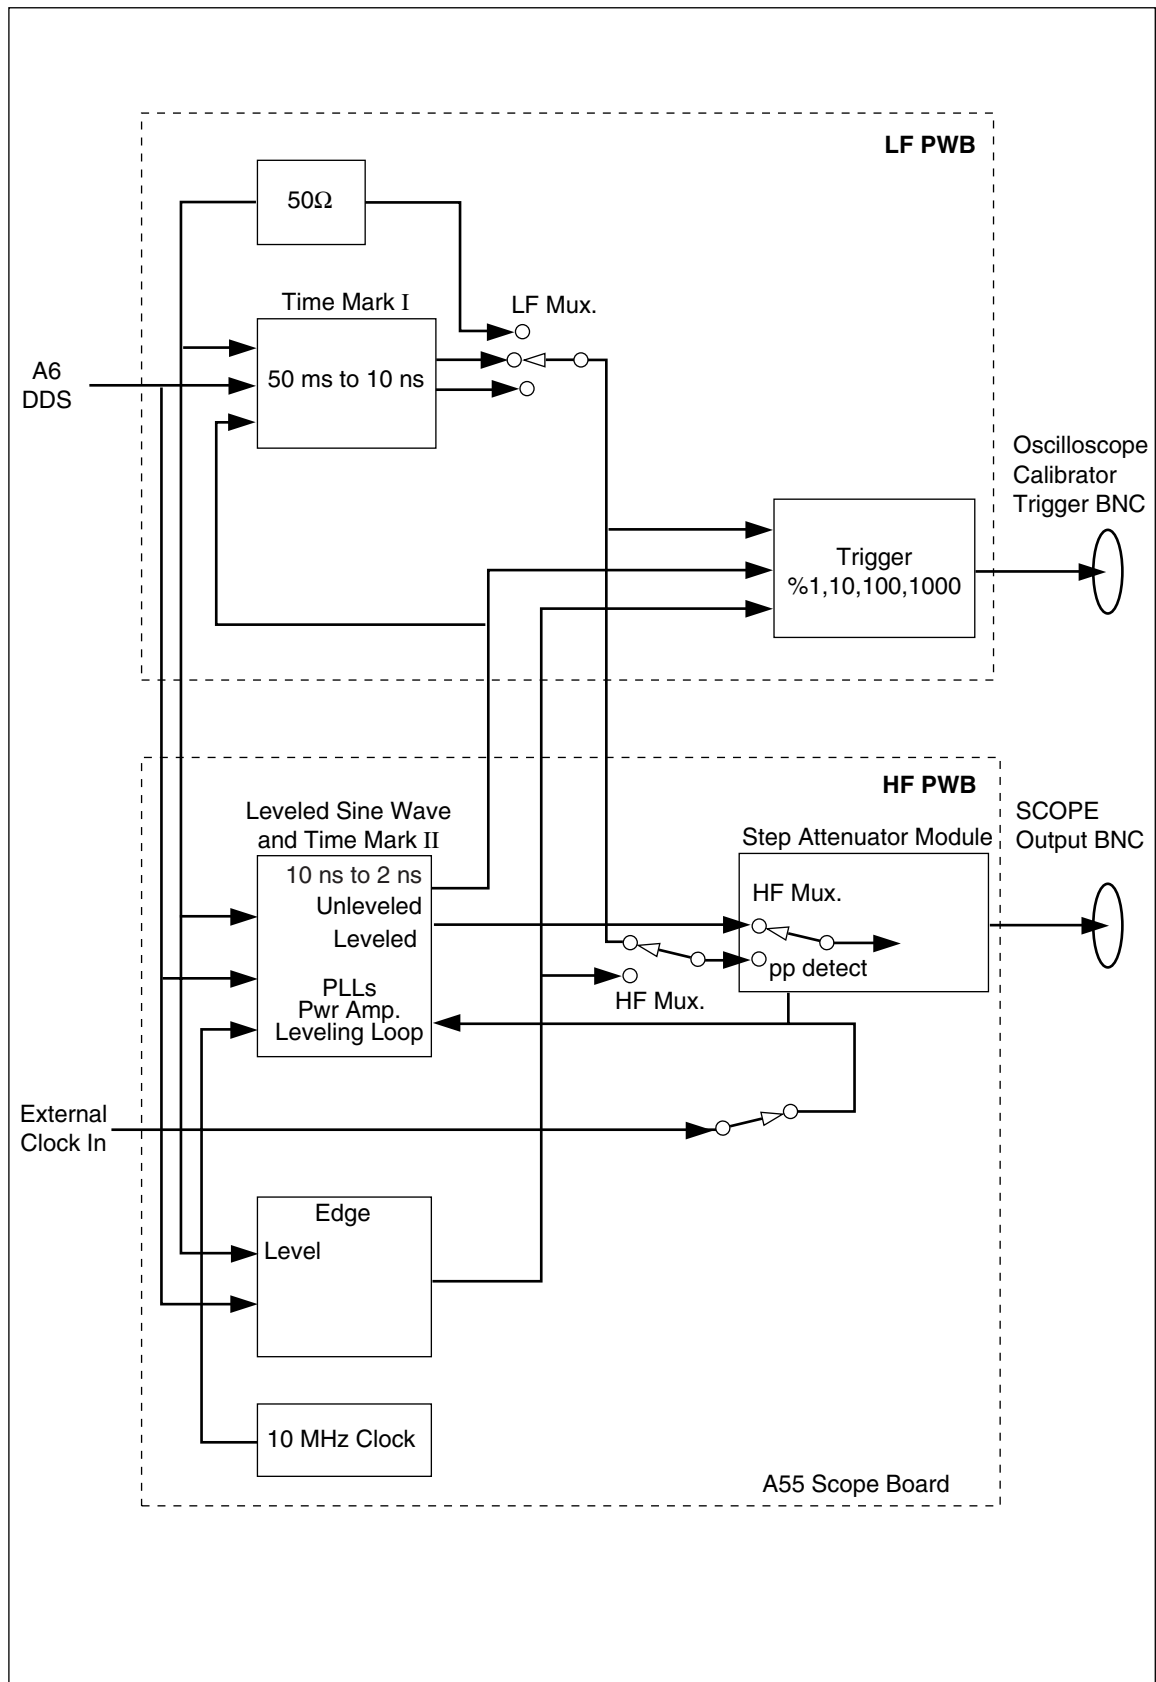 LF PWB
50Ω
Time Mark I
LF Mux.
50 ms to 10 ns
A6
DDS
Oscilloscope
Calibrator
Trigger BNC
Trigger
%1,10,100,1000
HF PWB
Leveled Sine Wave
and Time Mark II
SCOPE
Output BNC
Step Attenuator Module
10 ns to 2 ns
Unleveled
Leveled
HF Mux.
pp detect
PLLs
Pwr Amp.
Leveling Loop
HF Mux.
External
Clock In
Edge
Level
10 MHz Clock
A55 Scope Board